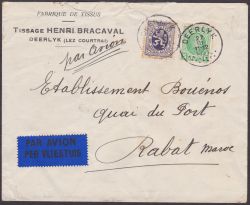 FABRIQUE DE TISSUS
TISSAGE HENRI BRACAVAL
DEERLYK (LEZ COURTRAI)
par Avion
DEERLYK
Etablissement Bouénos
Quai du Port
Rabat Maroc
PAR AVION
PER VLIEGTUIG